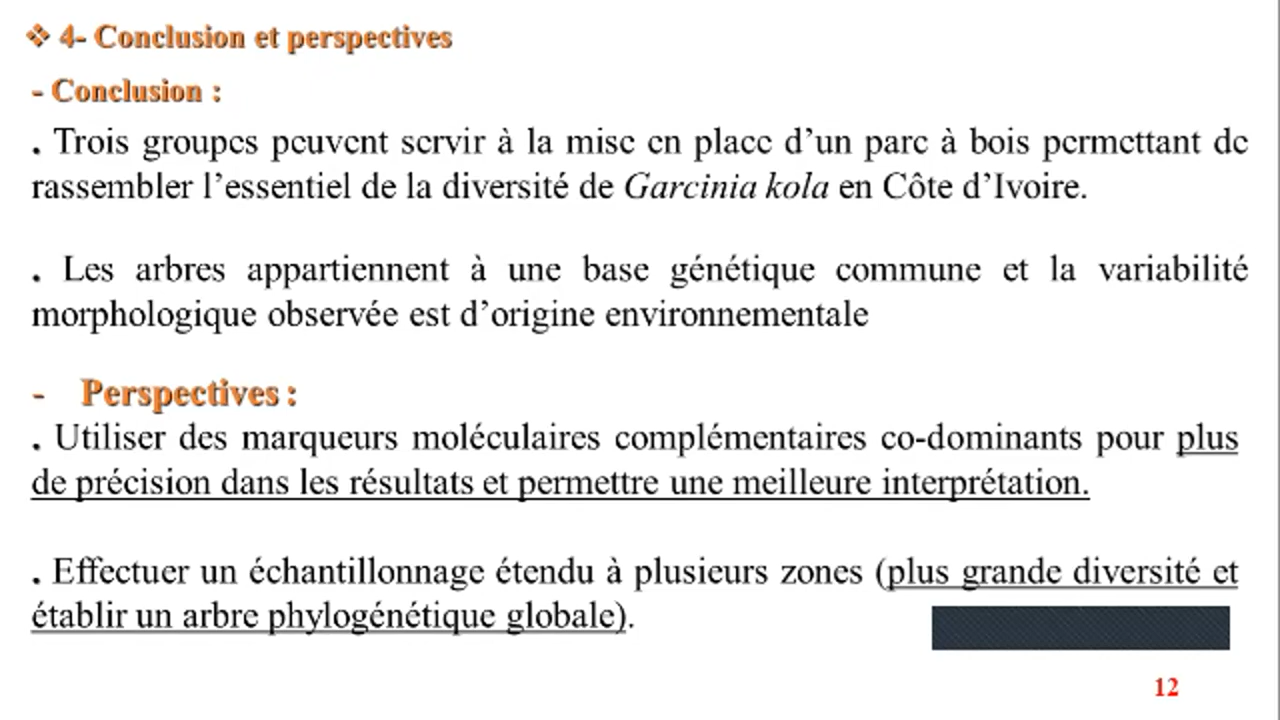 ❖ 4- Conclusion et perspectives
- Conclusion :
. Trois groupes peuvent servir à la mise en place d’un parc à bois permettant de
rassembler l’essentiel de la diversité de Garcinia kola en Côte d’Ivoire.
. Les arbres appartiennent à une base génétique commune et la variabilité
morphologique observée est d’origine environnementale
- Perspectives :
. Utiliser des marqueurs moléculaires complémentaires co-dominants pour plus
de précision dans les résultats et permettre une meilleure interprétation.
. Effectuer un échantillonnage étendu à plusieurs zones (plus grande diversité et
établir un arbre phylogénétique globale).
12